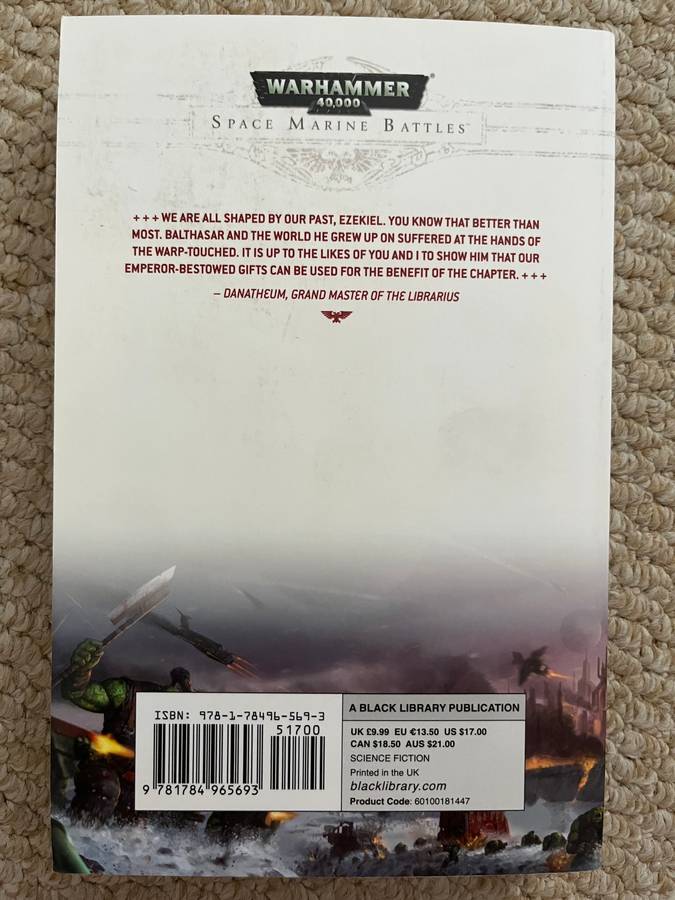 WARHAMMER®
40,000
SPACE MARINE BATTLES™
+ + + WE ARE ALL SHAPED BY OUR PAST, EZEKIEL. YOU KNOW THAT BETTER THAN
MOST. BALTHASAR AND THE WORLD HE GREW UP ON SUFFERED AT THE HANDS OF
THE WARP-TOUCHED. IT IS UP TO THE LIKES OF YOU AND I TO SHOW HIM THAT OUR
EMPEROR-BESTOWED GIFTS CAN BE USED FOR THE BENEFIT OF THE CHAPTER. + + +
– DANATHEUM, GRAND MASTER OF THE LIBRARIUS
ISBN: 978-1-78496-569-3
51700
9 781784 965693
A BLACK LIBRARY PUBLICATION
UK £9.99 EU €13.50 US $17.00
CAN $18.50 AUS $21.00
SCIENCE FICTION
Printed in the UK
blacklibrary.com
Product Code: 60100181447